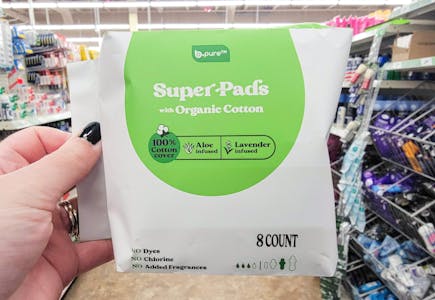 b.pure™
Super-Pads
with Organic Cotton
100%
Cotton
cover
Aloe
infused
Lavender
infused
8 COUNT
NO Dyes
NO Chlorine
NO Added Fragrances